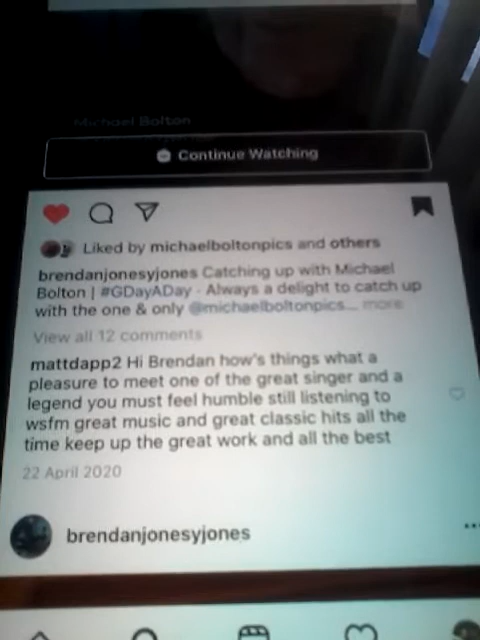 Michael Bolton
Continue Watching
Liked by michaelboltonpics and others
brendanjonesyjones Catching up with Michael
Bolton | #GDayADay - Always a delight to catch up
with the one & only @michaelboltonpics... more
View all 12 comments
mattdapp2 Hi Brendan how's things what a
pleasure to meet one of the great singer and a
legend you must feel humble still listening to
wsfm great music and great classic hits all the
time keep up the great work and all the best
22 April 2020
brendanjonesyjones